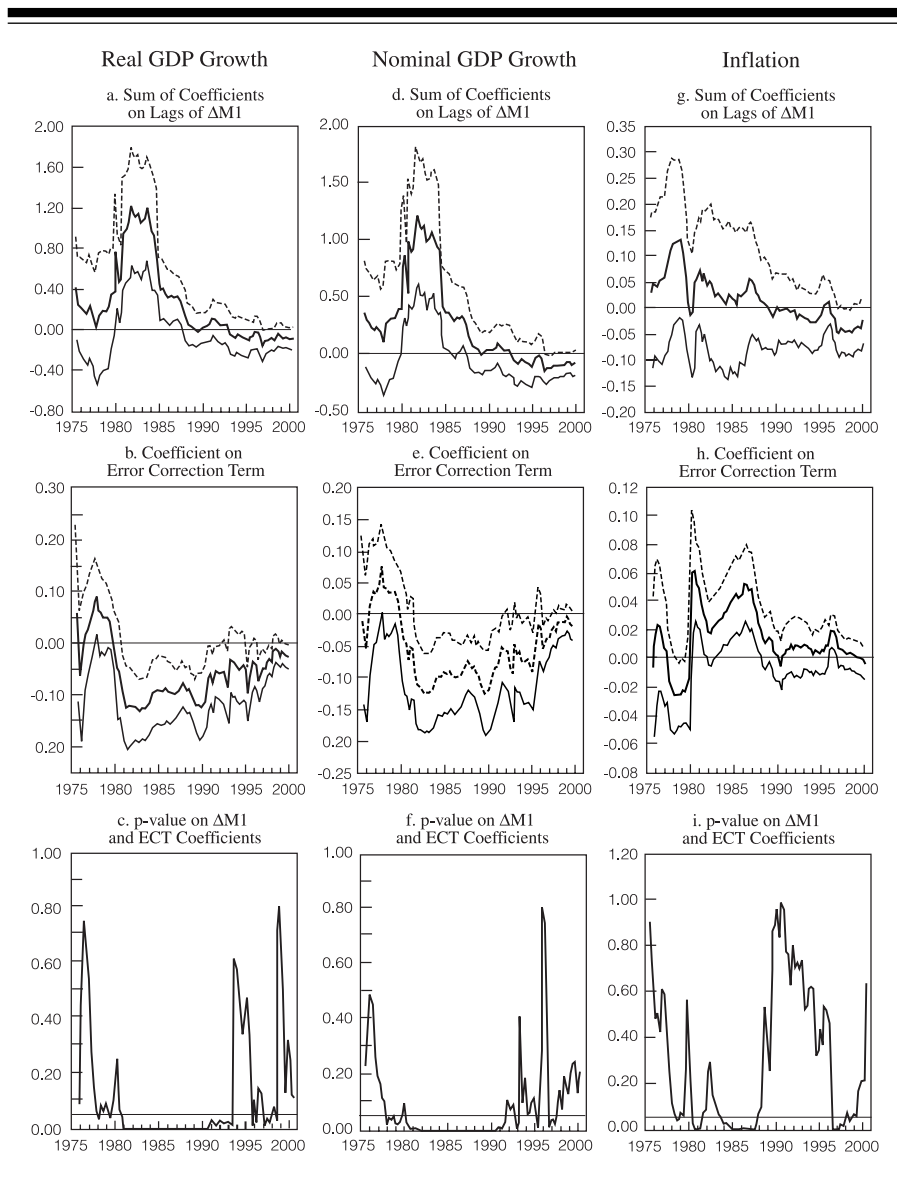 Real GDP Growth
Nominal GDP Growth
Inflation
a. Sum of Coefficients
on Lags of ΔM1
2.00
1.60
1.20
0.80
0.40
0.00
-0.40
-0.80
1975 1980 1985 1990 1995 2000
d. Sum of Coefficients
on Lags of ΔM1
2.00
1.50
1.00
0.50
0.00
-0.50
1975 1980 1985 1990 1995 2000
g. Sum of Coefficients
on Lags of ΔM1
0.35
0.30
0.25
0.20
0.15
0.10
0.05
0.00
-0.05
-0.10
-0.15
-0.20
1975 1980 1985 1990 1995 2000
b. Coefficient on
Error Correction Term
0.30
0.20
0.10
0.00
-0.10
0.20
1975 1980 1985 1990 1995 2000
e. Coefficient on
Error Correction Term
0.20
0.15
0.10
0.05
0.00
-0.05
-0.10
-0.15
0.20
-0.25
1975 1980 1985 1990 1995 2000
h. Coefficient on
Error Correction Term
0.12
0.10
0.08
0.06
0.04
0.02
0.00
-0.02
-0.04
-0.06
-0.08
1975 1980 1985 1990 1995 2000
c. p-value on ΔM1
and ECT Coefficients
1.00
0.80
0.60
0.40
0.20
0.00
1975 1980 1985 1990 1995 2000
f. p-value on ΔM1
and ECT Coefficients
1.00
0.80
0.60
0.40
0.20
0.00
1975 1980 1985 1990 1995 2000
i. p-value on ΔM1
and ECT Coefficients
1.20
1.00
0.80
0.60
0.40
0.20
0.00
1975 1980 1985 1990 1995 2000